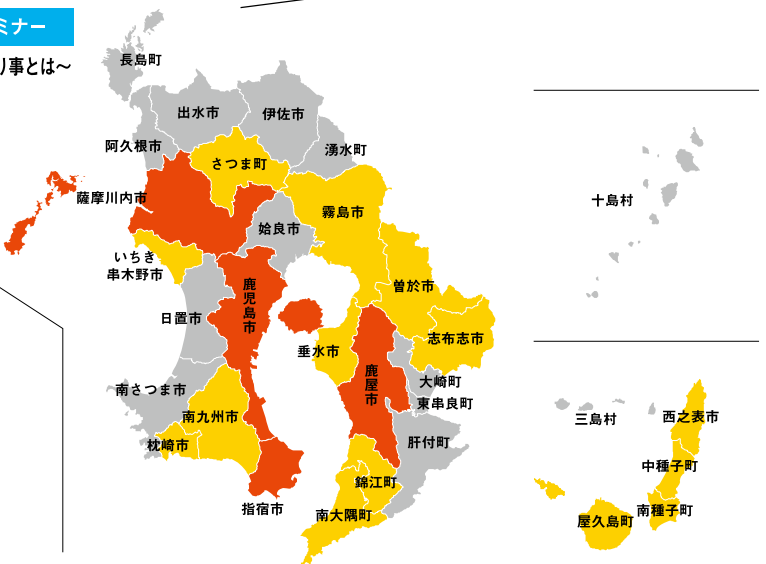 ミナー
り事とは～
長島町
出水市
伊佐市
阿久根市
湧水町
さつま町
薩摩川内市
霧島市
姶良市
十島村
いちき
串木野市
鹿児島市
曽於市
日置市
垂水市
志布志市
鹿屋市
大崎町
東串良町
南さつま市
南九州市
枕崎市
肝付町
三島村
西之表市
中種子町
錦江町
指宿市
南大隅町
南種子町
屋久島町